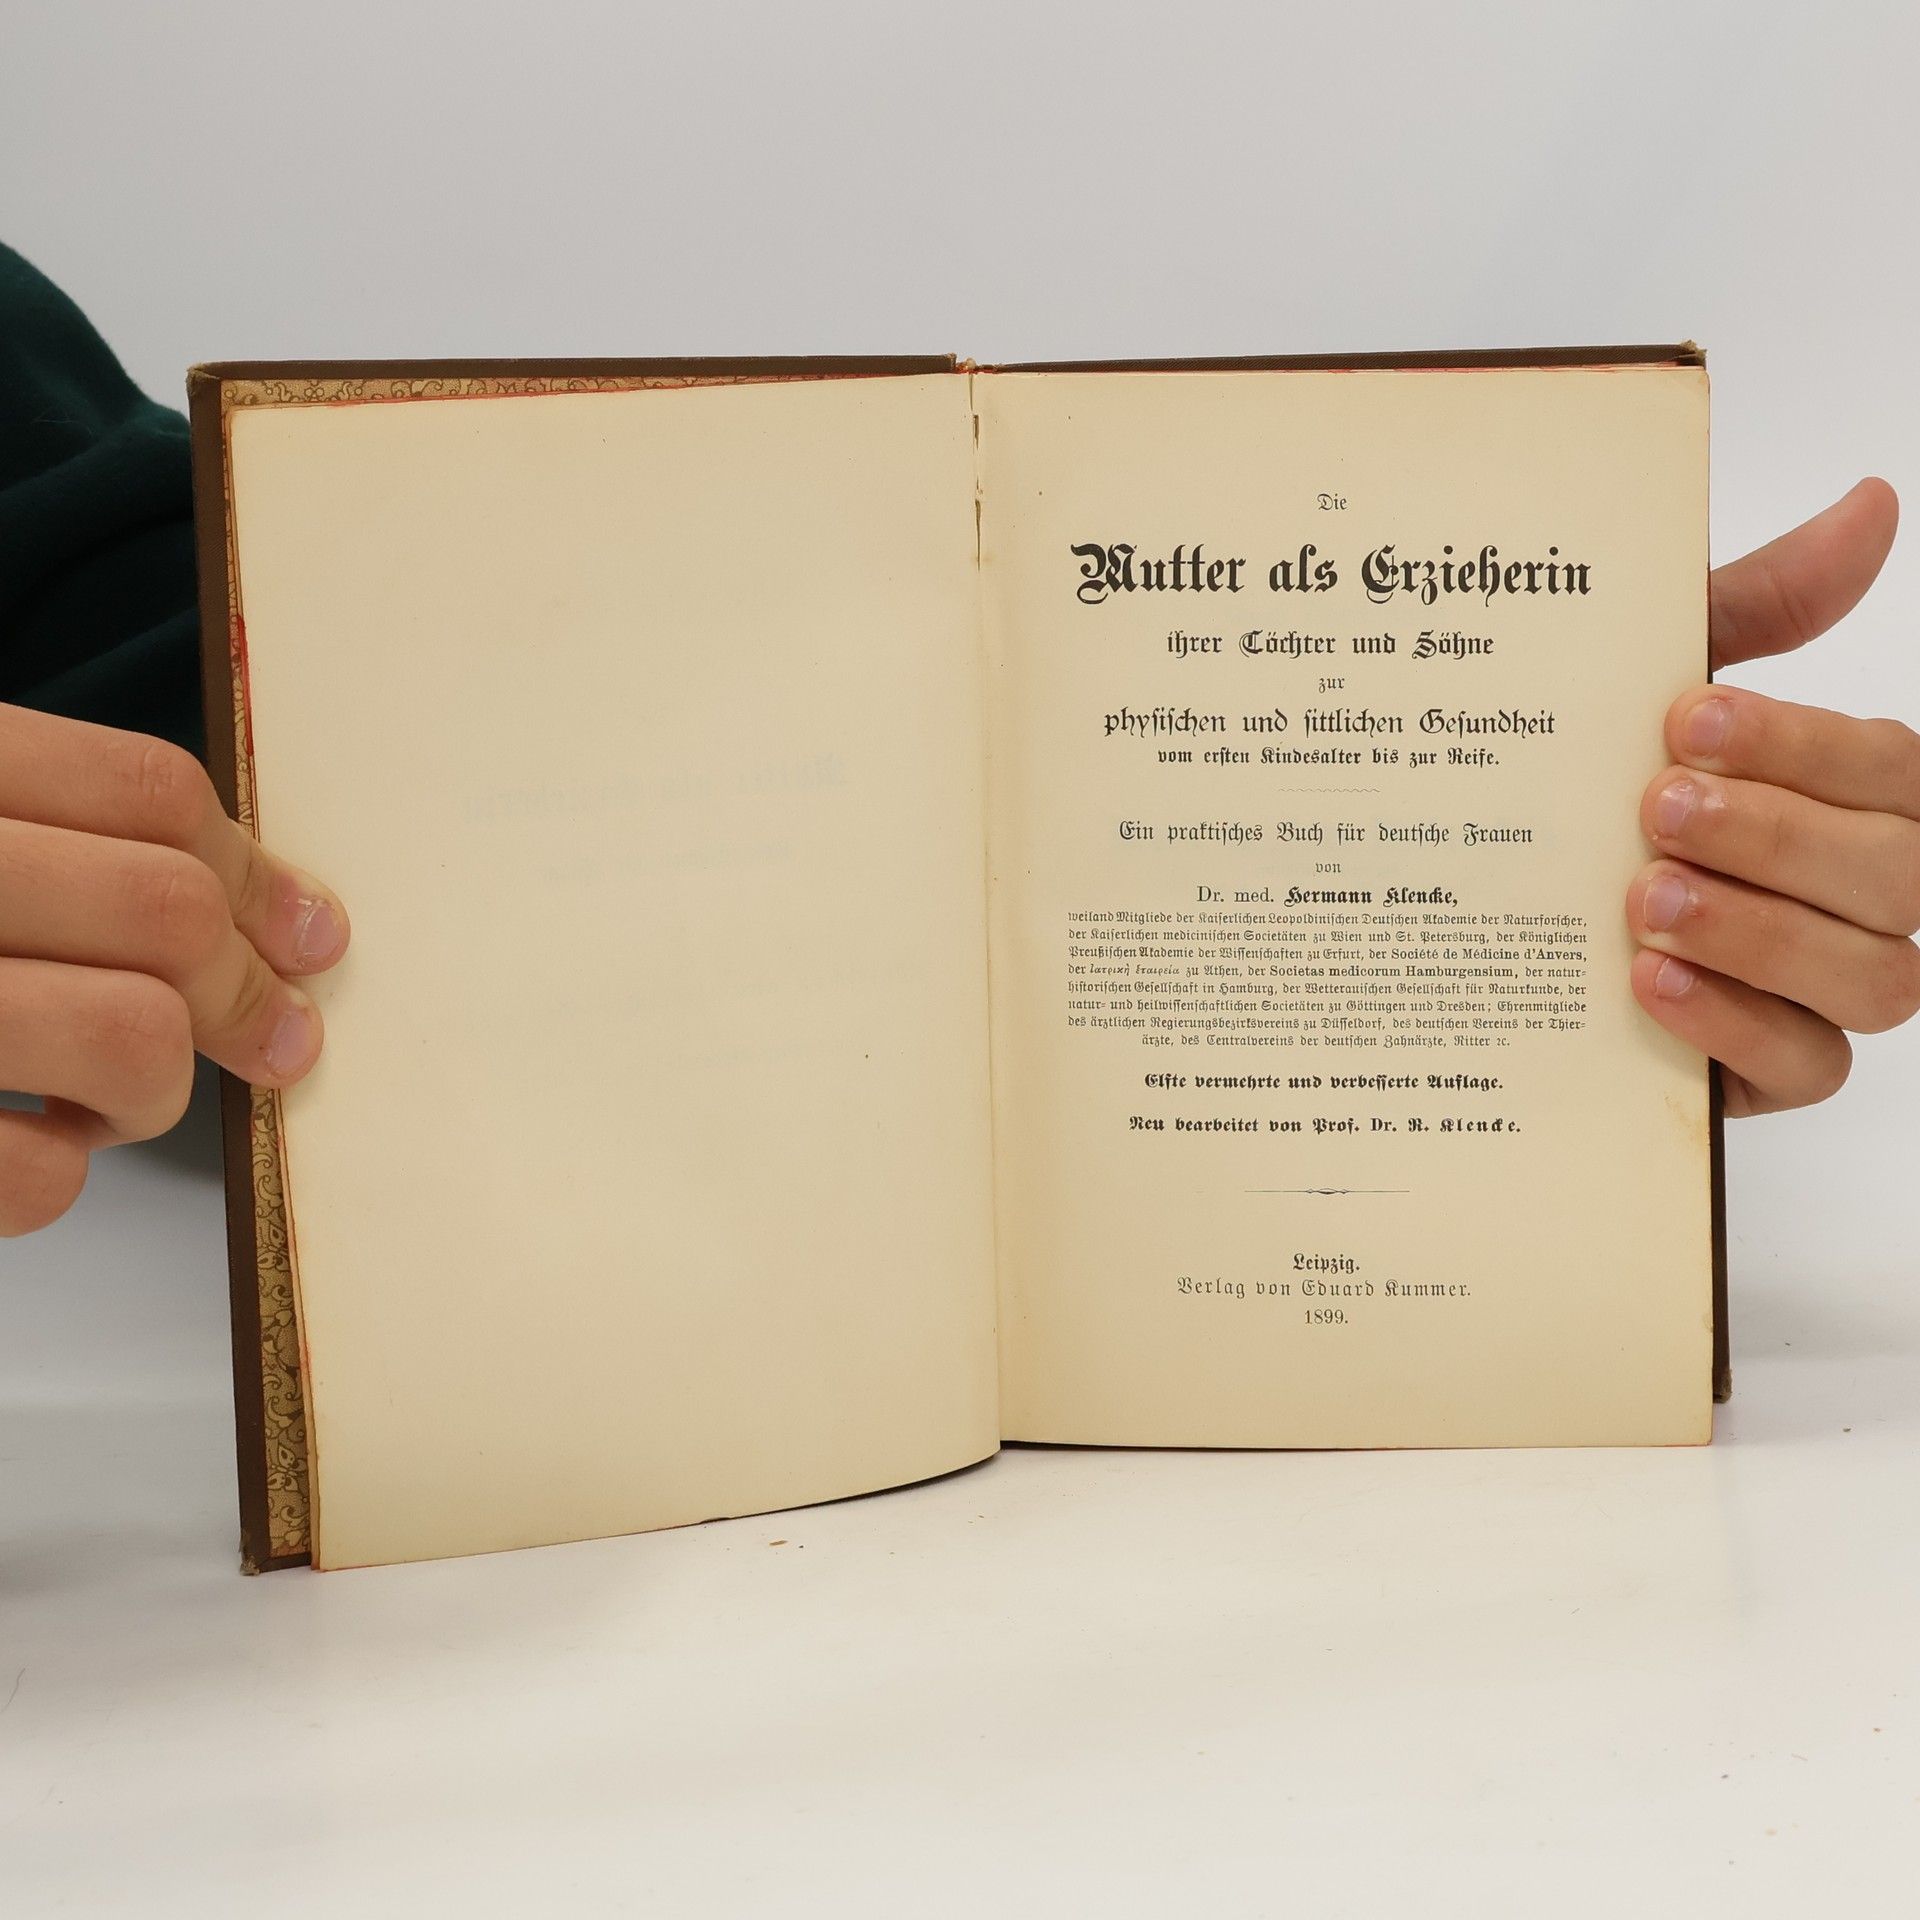 Die
Mutter als Erzieherin
ihrer Töchter und Söhne
zur
phyſiſchen und ſittlichen Geſundheit
vom erſten Kindesalter bis zur Reife.
Ein praktiſches Buch für deutſche Frauen
von
Dr. med. Hermann Klencke,
weiland Mitgliede der Kaiſerlichen Leopoldiniſchen Deutſchen Akademie der Naturforſcher,
der Kaiſerlichen mediciniſchen Societäten zu Wien und St. Petersburg, der Königlichen
Preußiſchen Akademie der Wiſſenſchaften zu Erfurt, der Société de Médicine d'Anvers,
der ἰατρικὴ ἑταιρεία zu Athen, der Societas medicorum Hamburgensium, der natur-
hiſtoriſchen Geſellſchaft in Hamburg, der Wetterauiſchen Geſellſchaft für Naturkunde, der
natur- und heilwiſſenſchaftlichen Societäten zu Göttingen und Dresden; Ehrenmitgliede
des ärztlichen Regierungsbezirksvereins zu Düſſeldorf, des deutſchen Vereins der Thier-
ärzte, des Centralvereins der deutſchen Zahnärzte, Ritter ꝛc.
Elfte vermehrte und verbeſſerte Auflage.
Neu bearbeitet von Prof. Dr. R. Klencke.
Leipzig.
Verlag von Eduard Kummer.
1899.